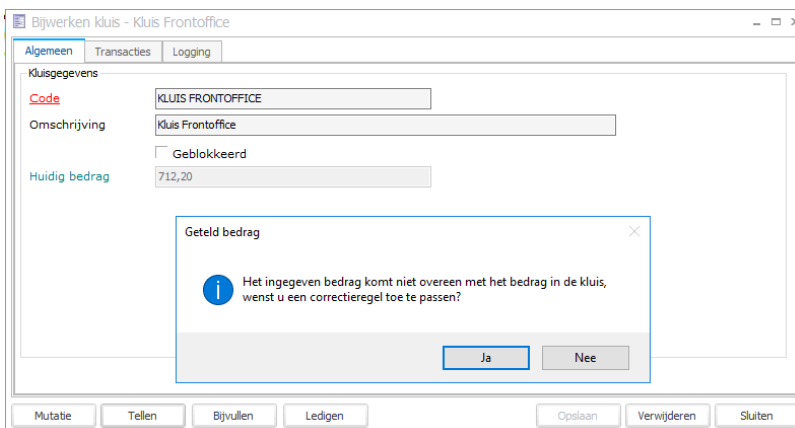 Bijwerken kluis - Kluis Frontoffice
Algemeen Transacties Logging
Kluisgegevens
Code KLUIS FRONTOFFICE
Omschrijving Kluis Frontoffice
Geblokkeerd
Huidig bedrag 712,20
Geteld bedrag
Het ingegeven bedrag komt niet overeen met het bedrag in de kluis,
wenst u een correctieregel toe te passen?
Ja Nee
Mutatie Tellen Bijvullen Ledigen Opslaan Verwijderen Sluiten